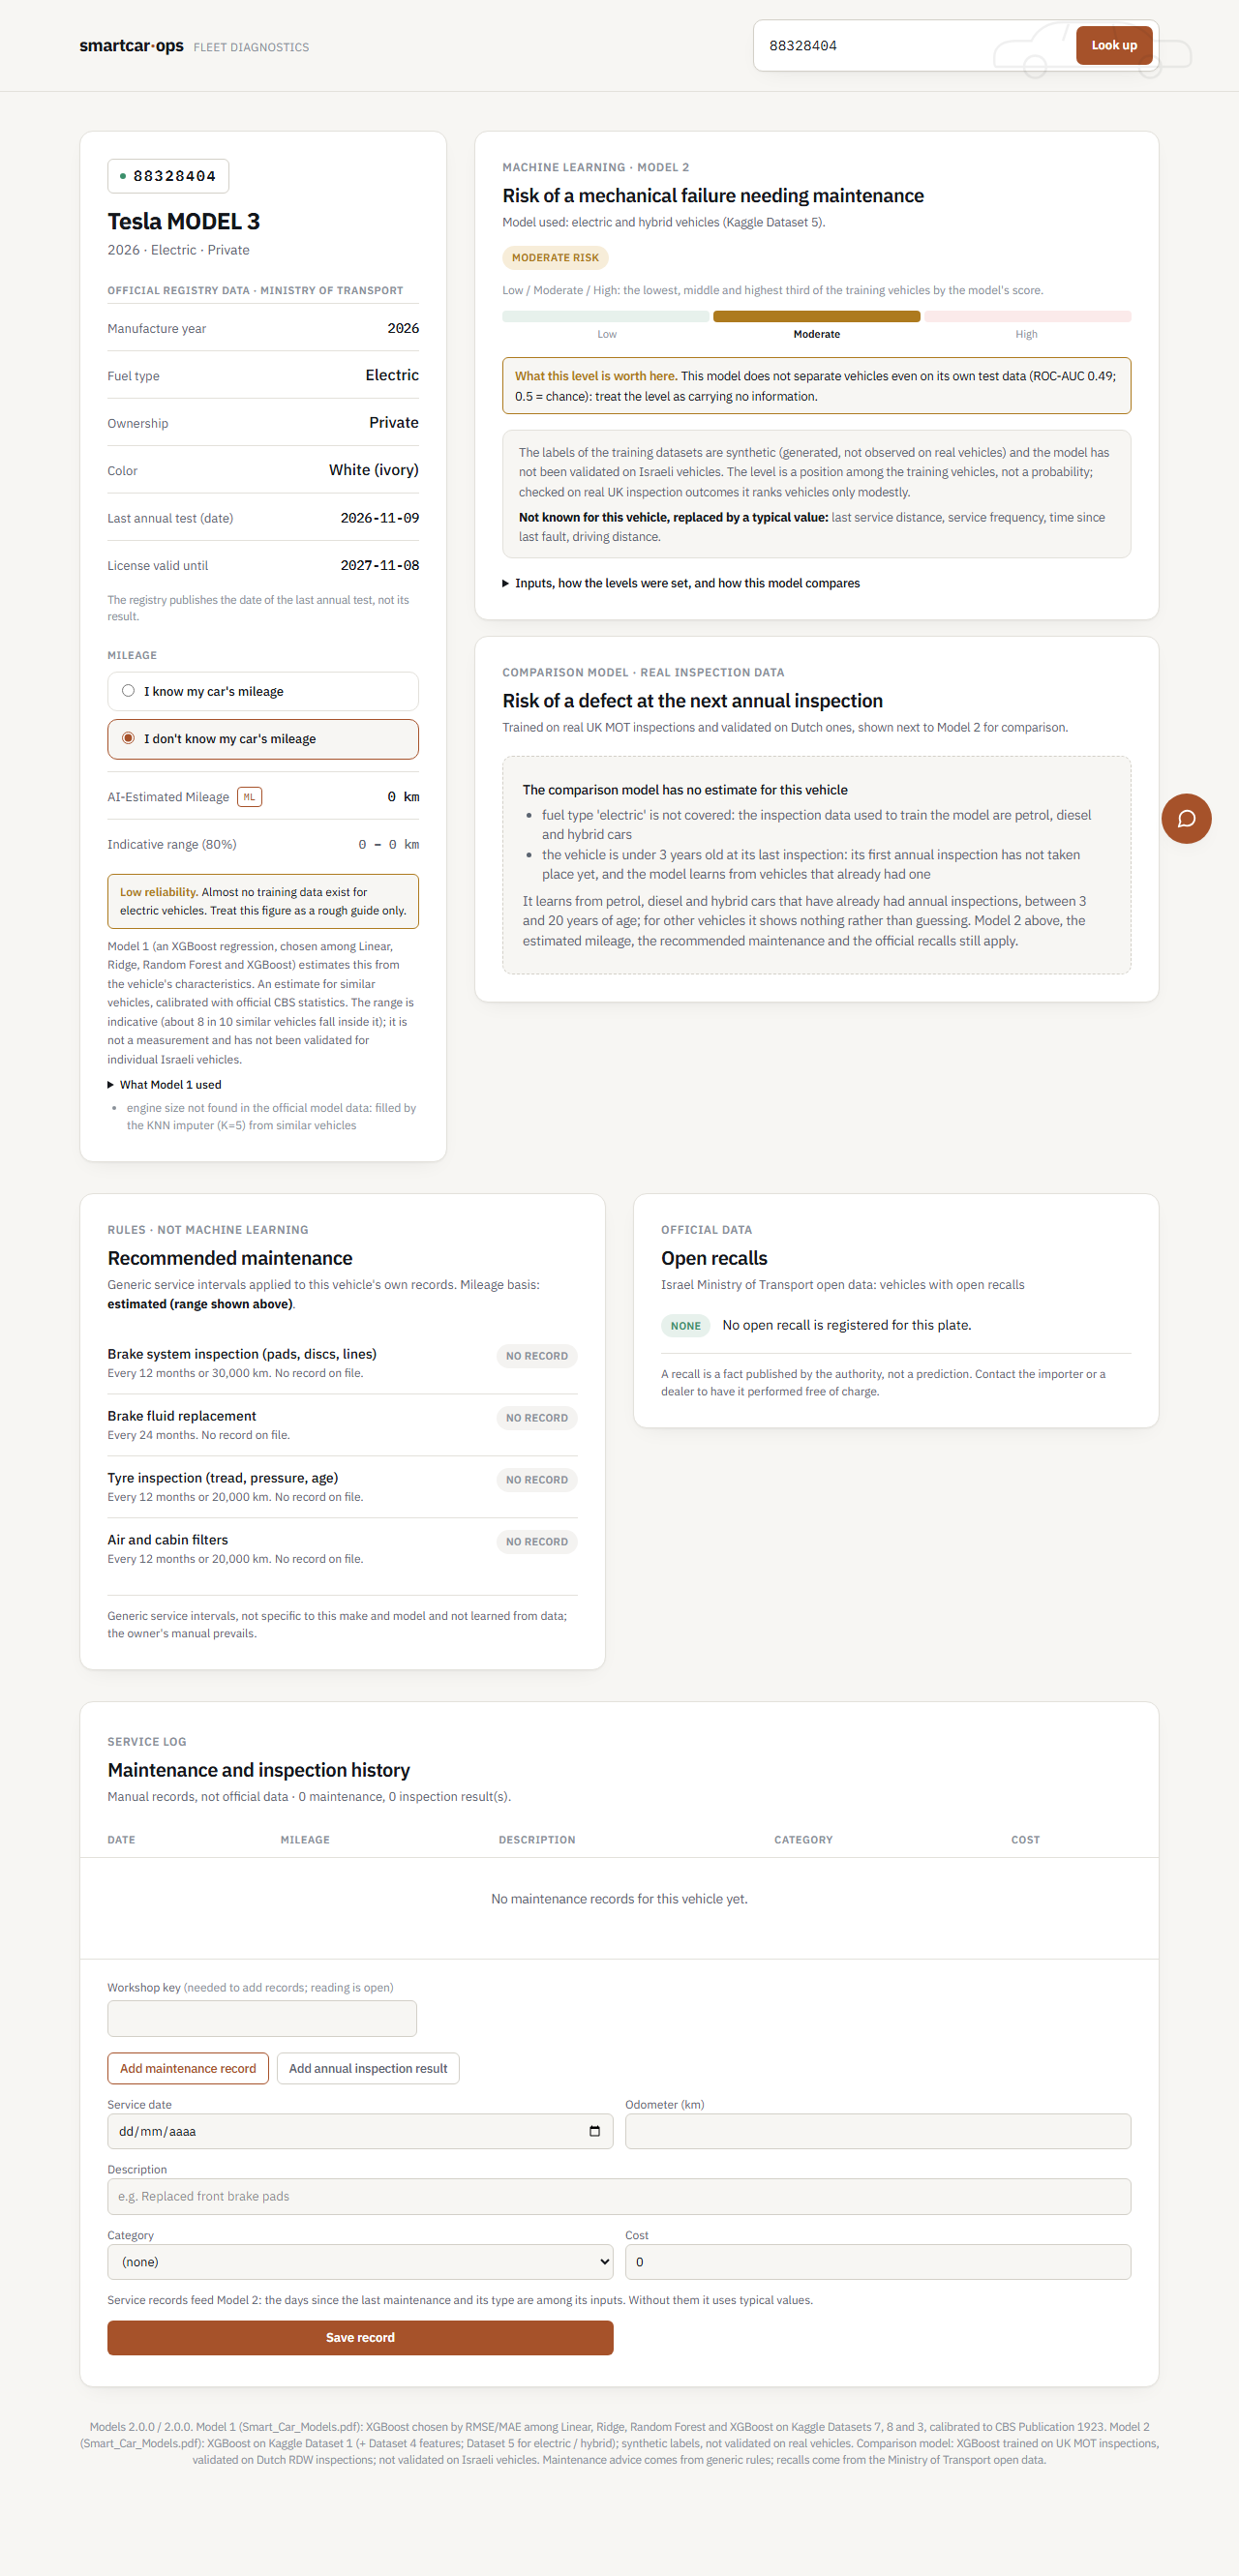 smartcar·ops FLEET DIAGNOSTICS
88328404
Look up
88328404
Tesla MODEL 3
2026 · Electric · Private
OFFICIAL REGISTRY DATA · MINISTRY OF TRANSPORT
Manufacture year 2026
Fuel type Electric
Ownership Private
Color White (ivory)
Last annual test (date) 2026-11-09
License valid until 2027-11-08
The registry publishes the date of the last annual test, not its
result.
MILEAGE
I know my car's mileage
I don't know my car's mileage
AI-Estimated Mileage ML 0 km
Indicative range (80%) 0 – 0 km
Low reliability. Almost no training data exist for
electric vehicles. Treat this figure as a rough guide only.
Model 1 (an XGBoost regression, chosen among Linear,
Ridge, Random Forest and XGBoost) estimates this from
the vehicle's characteristics. An estimate for similar
vehicles, calibrated with official CBS statistics. The range is
indicative (about 8 in 10 similar vehicles fall inside it); it is
not a measurement and has not been validated for
individual Israeli vehicles.
What Model 1 used
engine size not found in the official model data: filled by
the KNN imputer (K=5) from similar vehicles
MACHINE LEARNING · MODEL 2
Risk of a mechanical failure needing maintenance
Model used: electric and hybrid vehicles (Kaggle Dataset 5).
MODERATE RISK
Low / Moderate / High: the lowest, middle and highest third of the training vehicles by the model's score.
Low Moderate High
What this level is worth here. This model does not separate vehicles even on its own test data (ROC-AUC 0.49;
0.5 = chance): treat the level as carrying no information.
The labels of the training datasets are synthetic (generated, not observed on real vehicles) and the model has
not been validated on Israeli vehicles. The level is a position among the training vehicles, not a probability;
checked on real UK inspection outcomes it ranks vehicles only modestly.
Not known for this vehicle, replaced by a typical value: last service distance, service frequency, time since
last fault, driving distance.
Inputs, how the levels were set, and how this model compares
COMPARISON MODEL · REAL INSPECTION DATA
Risk of a defect at the next annual inspection
Trained on real UK MOT inspections and validated on Dutch ones, shown next to Model 2 for comparison.
The comparison model has no estimate for this vehicle
fuel type 'electric' is not covered: the inspection data used to train the model are petrol, diesel
and hybrid cars
the vehicle is under 3 years old at its last inspection: its first annual inspection has not taken
place yet, and the model learns from vehicles that already had one
It learns from petrol, diesel and hybrid cars that have already had annual inspections, between 3
and 20 years of age; for other vehicles it shows nothing rather than guessing. Model 2 above, the
estimated mileage, the recommended maintenance and the official recalls still apply.
RULES · NOT MACHINE LEARNING
Recommended maintenance
Generic service intervals applied to this vehicle's own records. Mileage basis:
estimated (range shown above).
Brake system inspection (pads, discs, lines) NO RECORD
Every 12 months or 30,000 km. No record on file.
Brake fluid replacement NO RECORD
Every 24 months. No record on file.
Tyre inspection (tread, pressure, age) NO RECORD
Every 12 months or 20,000 km. No record on file.
Air and cabin filters NO RECORD
Every 12 months or 20,000 km. No record on file.
Generic service intervals, not specific to this make and model and not learned from data;
the owner's manual prevails.
OFFICIAL DATA
Open recalls
Israel Ministry of Transport open data: vehicles with open recalls
NONE No open recall is registered for this plate.
A recall is a fact published by the authority, not a prediction. Contact the importer or a
dealer to have it performed free of charge.
SERVICE LOG
Maintenance and inspection history
Manual records, not official data · 0 maintenance, 0 inspection result(s).
DATE MILEAGE DESCRIPTION CATEGORY COST
No maintenance records for this vehicle yet.
Workshop key (needed to add records; reading is open)
Add maintenance record Add annual inspection result
Service date Odometer (km)
dd/mm/aaaa
Description
e.g. Replaced front brake pads
Category Cost
(none) 0
Service records feed Model 2: the days since the last maintenance and its type are among its inputs. Without them it uses typical values.
Save record
Models 2.0.0 / 2.0.0. Model 1 (Smart_Car_Models.pdf): XGBoost chosen by RMSE/MAE among Linear, Ridge, Random Forest and XGBoost on Kaggle Datasets 7, 8 and 3, calibrated to CBS Publication 1923. Model 2
(Smart_Car_Models.pdf): XGBoost on Kaggle Dataset 1 (+ Dataset 4 features; Dataset 5 for electric / hybrid); synthetic labels, not validated on real vehicles. Comparison model: XGBoost trained on UK MOT inspections,
validated on Dutch RDW inspections; not validated on Israeli vehicles. Maintenance advice comes from generic rules; recalls come from the Ministry of Transport open data.